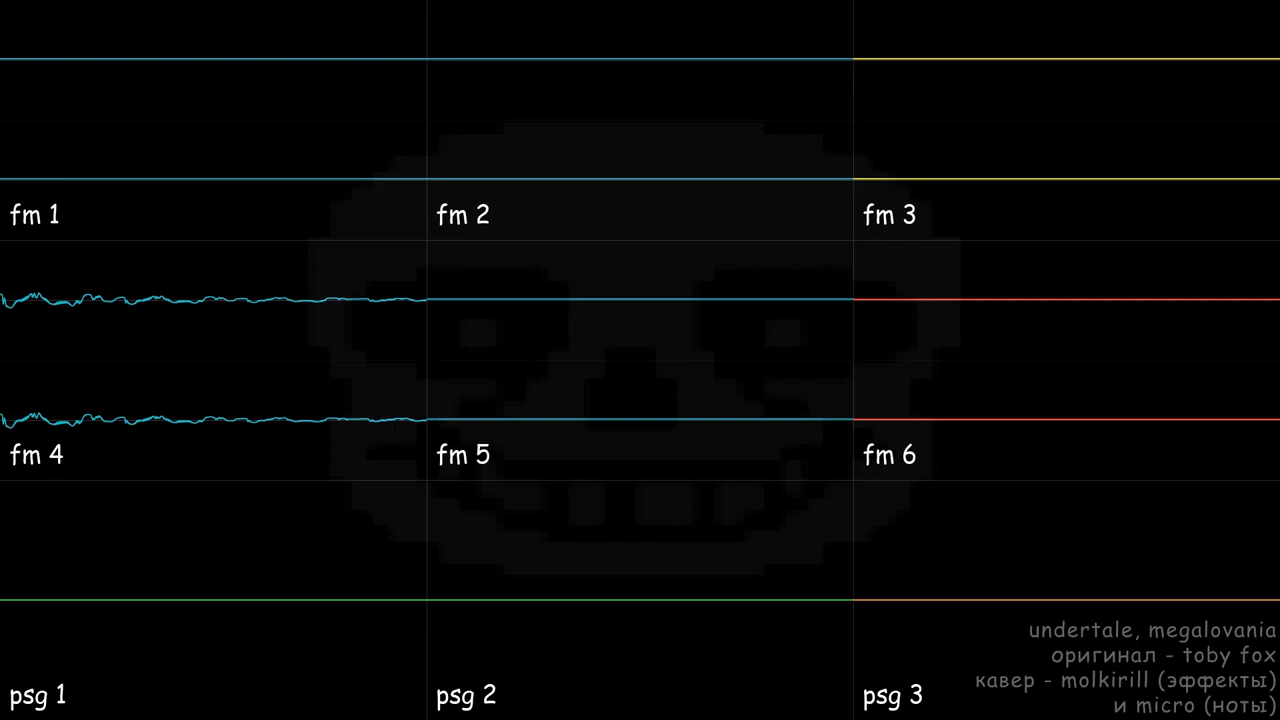 fm 1
fm 2
fm 3
fm 4
fm 5
fm 6
psg 1
psg 2
psg 3
undertale, megalovania
оригинал - toby fox
кавер - molkirill (эффекты)
и micro (ноты)